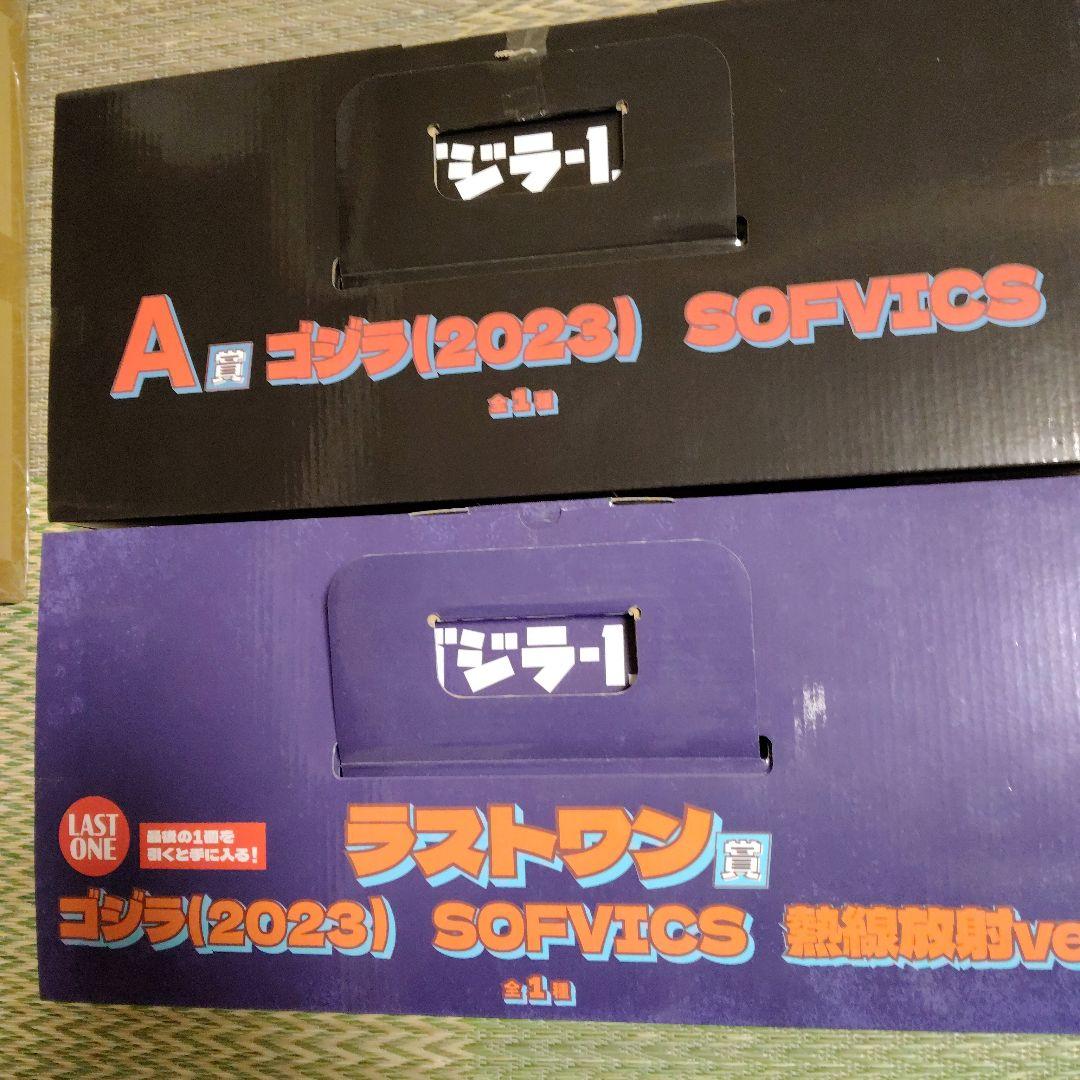 ゴジラ-1.
A賞 ゴジラ(2023) SOFVICS
全1種
ゴジラ-1
LAST ONE 最後の1個を引くと手に入る!
ラストワン賞
ゴジラ(2023) SOFVICS 熱線放射ve
全1種